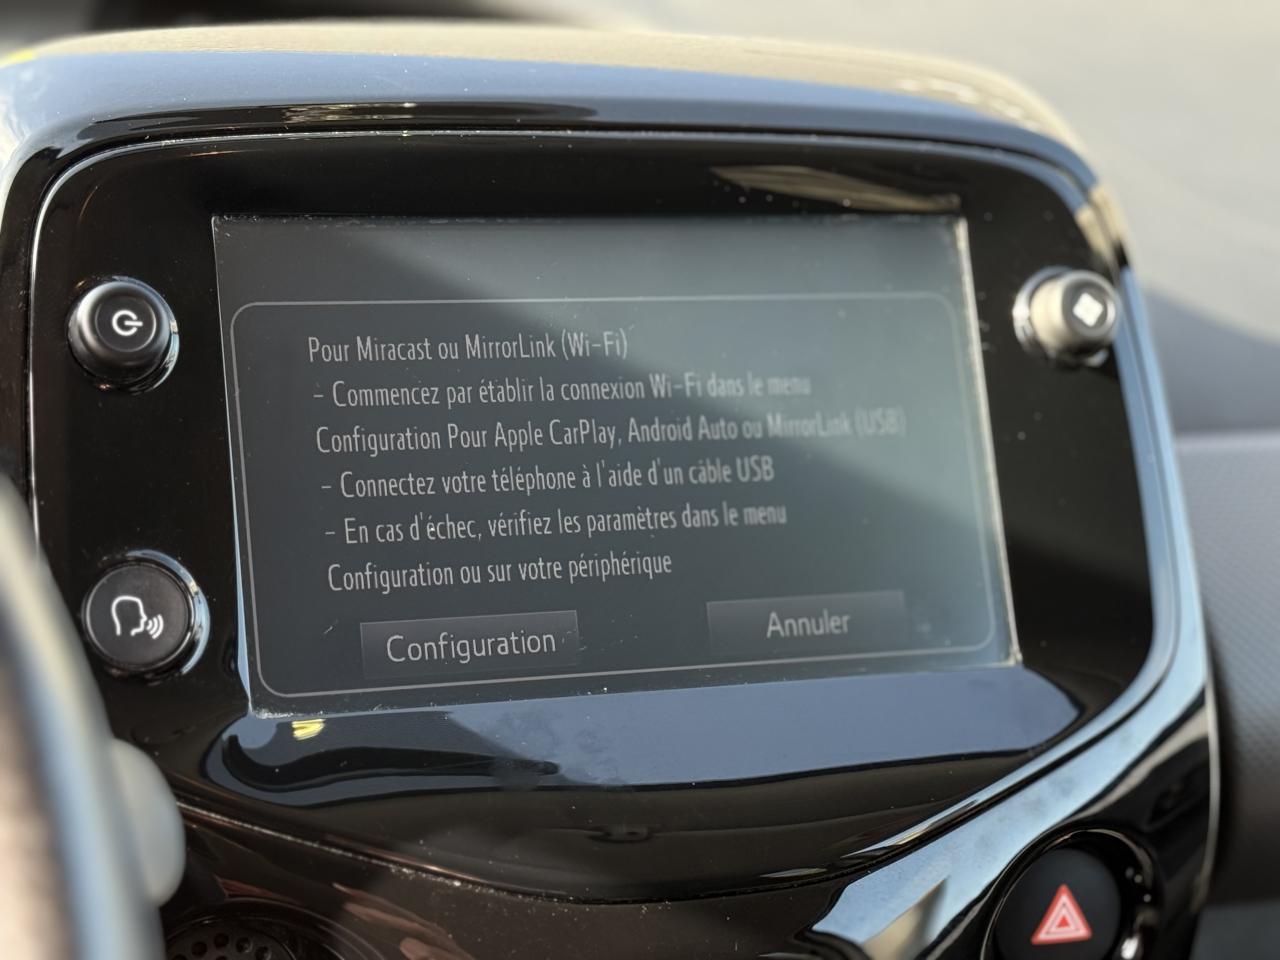 Pour Miracast ou MirrorLink (Wi-Fi)
- Commencez par établir la connexion Wi-Fi dans le menu
Configuration Pour Apple CarPlay, Android Auto ou MirrorLink (USB)
- Connectez votre téléphone à l'aide d'un câble USB
- En cas d'échec, vérifiez les paramètres dans le menu
Configuration ou sur votre périphérique
Configuration Annuler